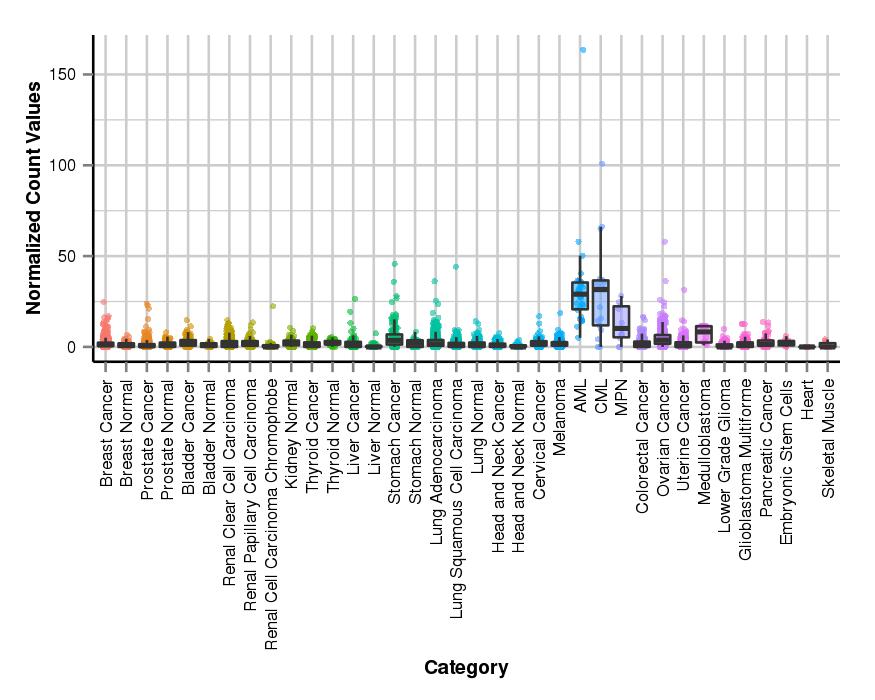 Normalized Count Values
150
100
50
0
Breast Cancer
Breast Normal
Prostate Cancer
Prostate Normal
Bladder Cancer
Bladder Normal
Renal Clear Cell Carcinoma
Renal Papillary Cell Carcinoma
Renal Cell Carcinoma Chromophobe
Kidney Normal
Thyroid Cancer
Thyroid Normal
Liver Cancer
Liver Normal
Stomach Cancer
Stomach Normal
Lung Adenocarcinoma
Lung Squamous Cell Carcinoma
Lung Normal
Head and Neck Cancer
Head and Neck Normal
Cervical Cancer
Melanoma
AML
CML
MPN
Colorectal Cancer
Ovarian Cancer
Uterine Cancer
Medulloblastoma
Lower Grade Glioma
Glioblastoma Multiforme
Pancreatic Cancer
Embryonic Stem Cells
Heart
Skeletal Muscle
Category